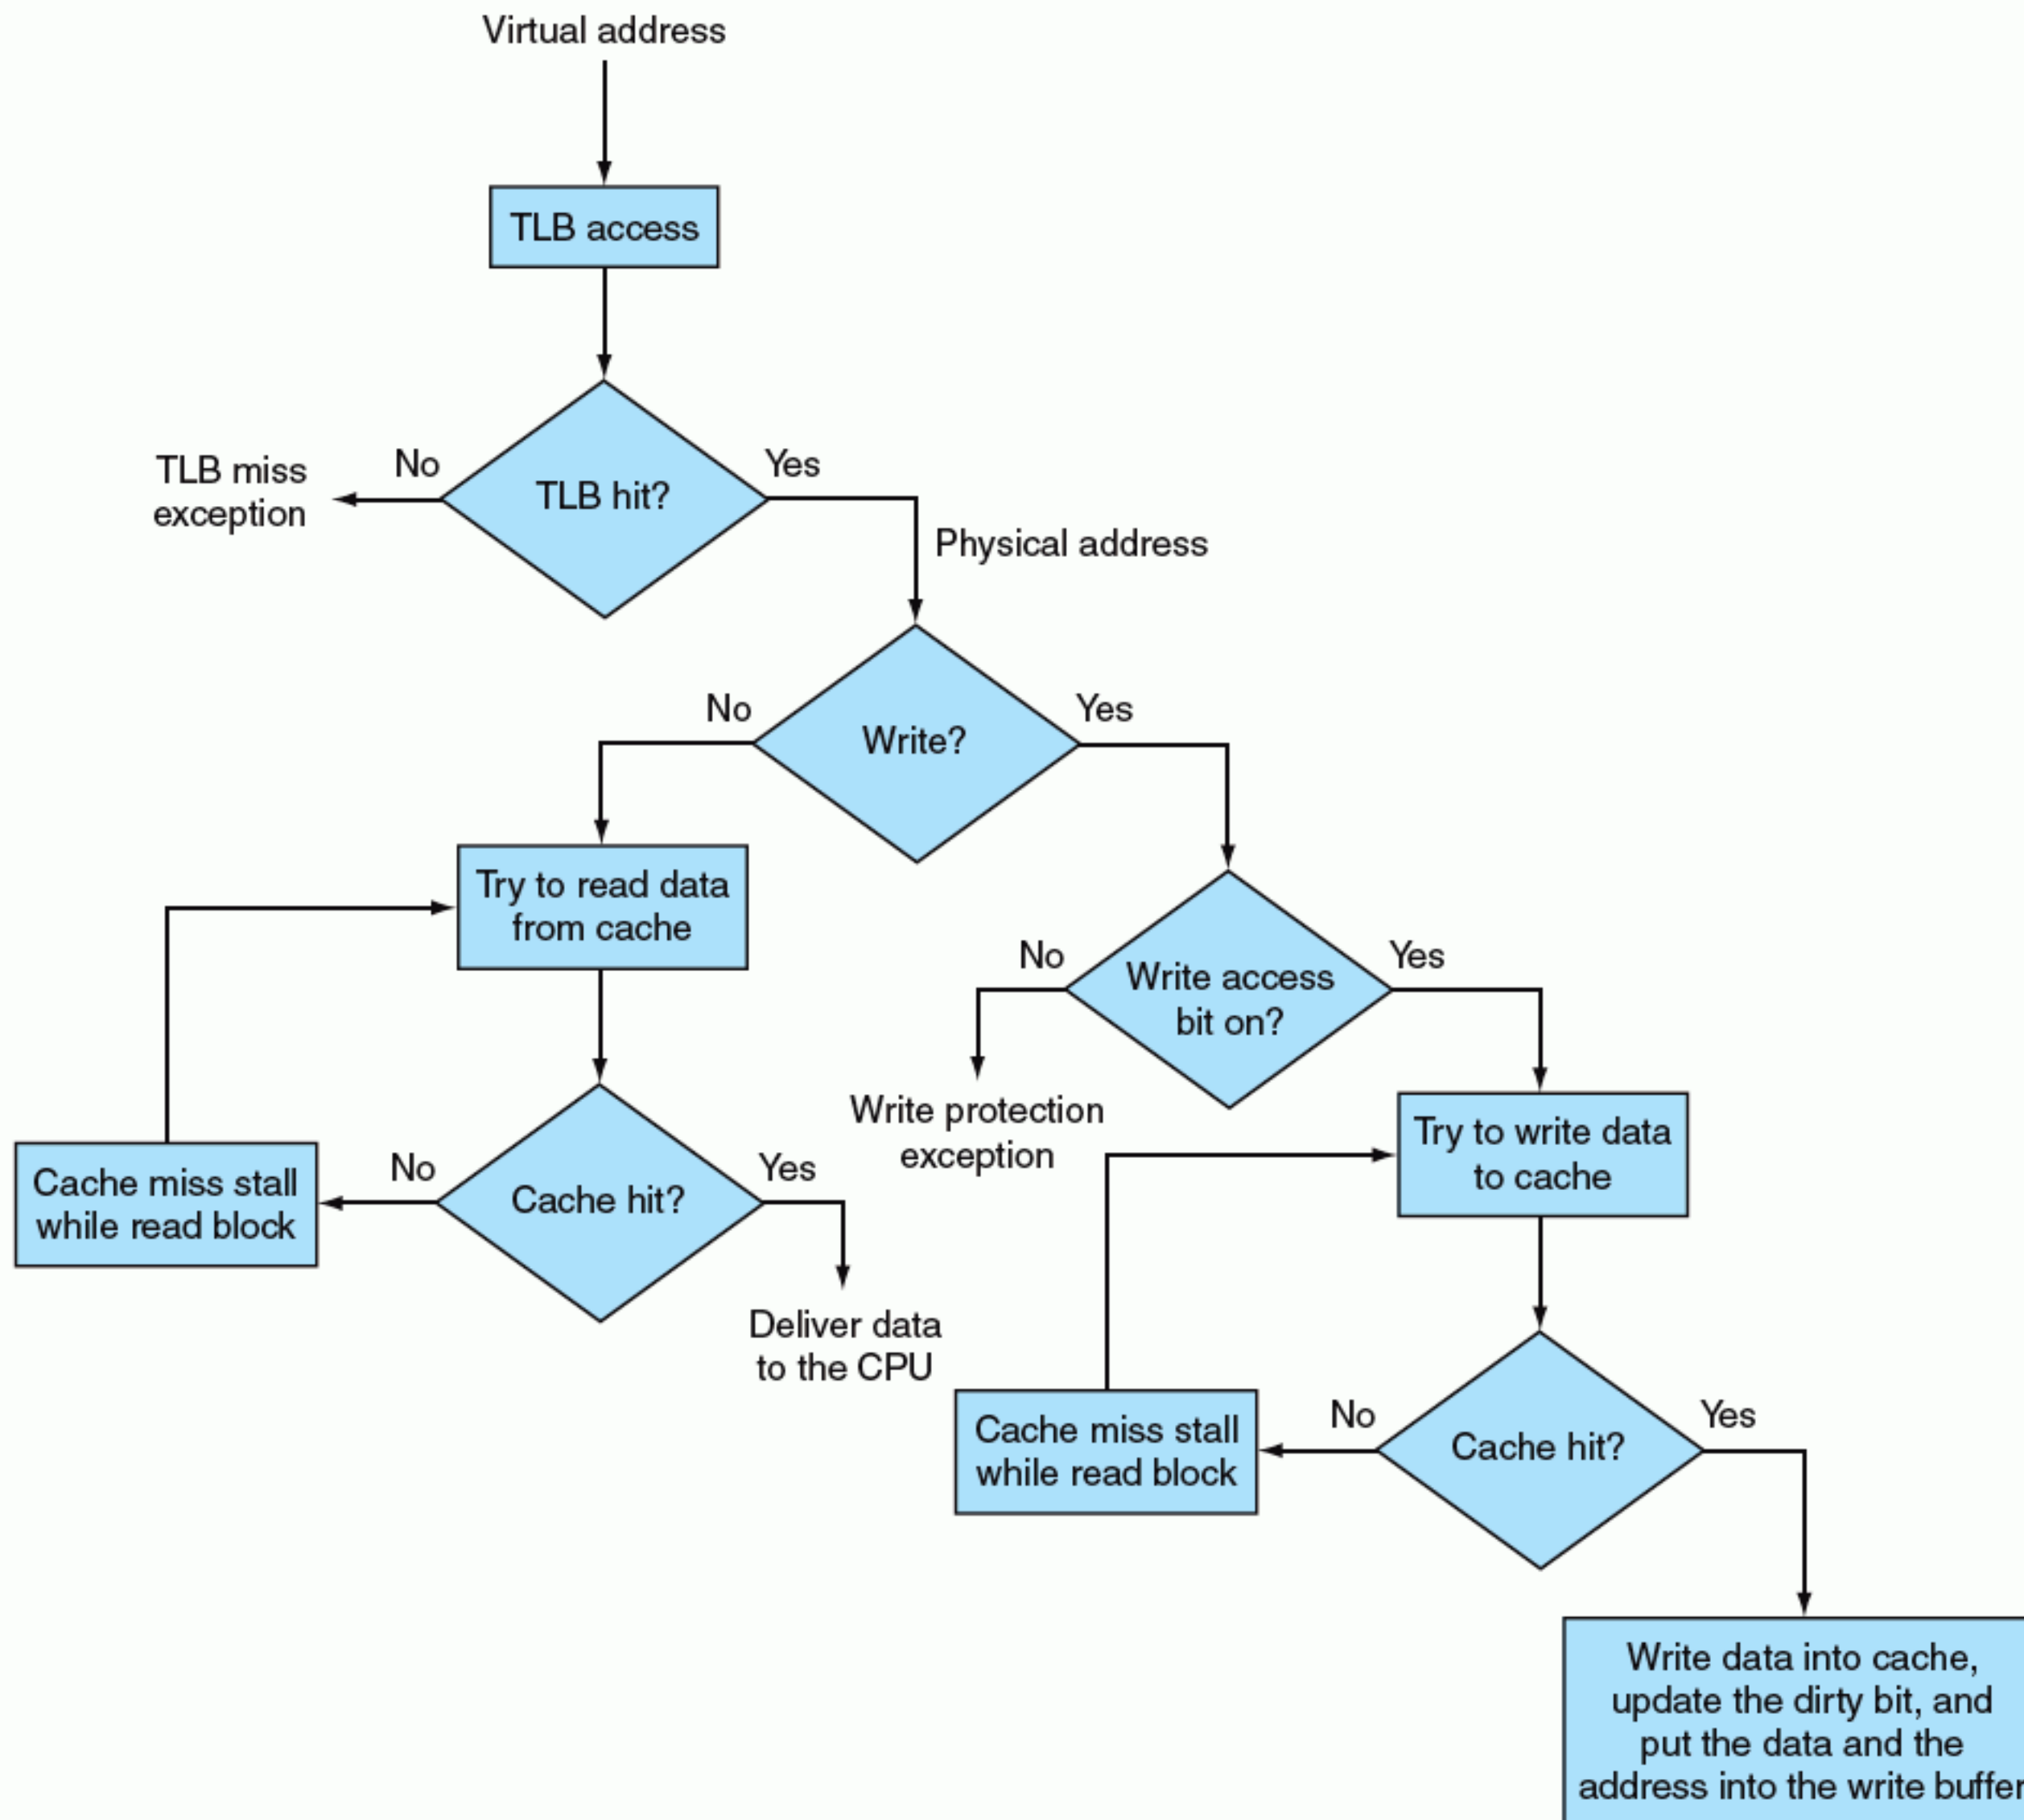 Virtual address
TLB access
TLB miss
exception
No
TLB hit?
Yes
Physical address
No
Write?
Yes
Try to read data
from cache
No
Write access
bit on?
Yes
Write protection
exception
Try to write data
to cache
Cache miss stall
while read block
No
Cache hit?
Yes
Deliver data
to the CPU
Cache miss stall
while read block
No
Cache hit?
Yes
Write data into cache,
update the dirty bit, and
put the data and the
address into the write buffer